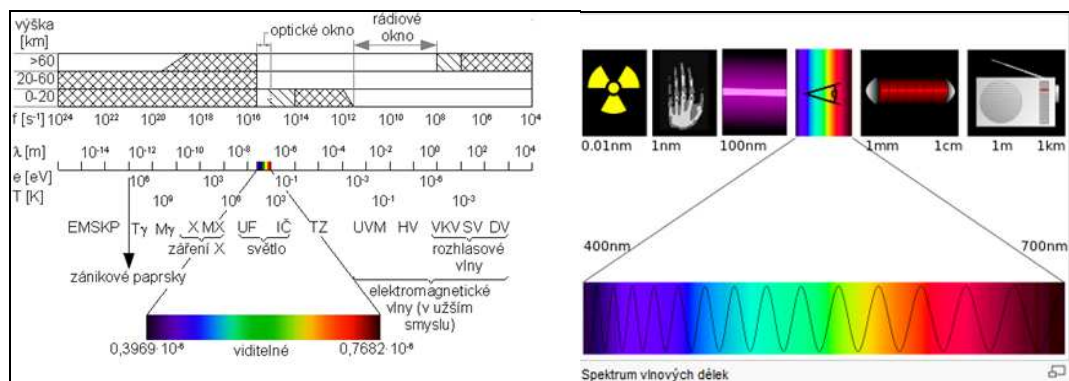 výška
[km]
optické okno
rádiové
okno
>60
20-60
0-20
f [s⁻¹] 10²⁴ 10²² 10²⁰ 10¹⁸ 10¹⁶ 10¹⁴ 10¹² 10¹⁰ 10⁸ 10⁶ 10⁴
λ [m] 10⁻¹⁴ 10⁻¹² 10⁻¹⁰ 10⁻⁸ 10⁻⁶ 10⁻⁴ 10⁻² 10⁰ 10² 10⁴
e [eV] 10⁶ 10³ 10⁻¹ 10⁻³ 10⁻⁶
T [K] 10⁹ 10⁶ 10³ 10⁻¹ 10⁻³
EMSKP Tγ Mγ X MX UF IČ TZ UVM HV VKV SV DV
záření X světlo rozhlasové
vlny
zánikové paprsky
elektromagnetické
vlny (v užším
smyslu)
0,3969·10⁻⁶ viditelné 0,7682·10⁻⁶
0.01nm 1nm 100nm 1mm 1cm 1m 1km
400nm 700nm
Spektrum vlnových délek